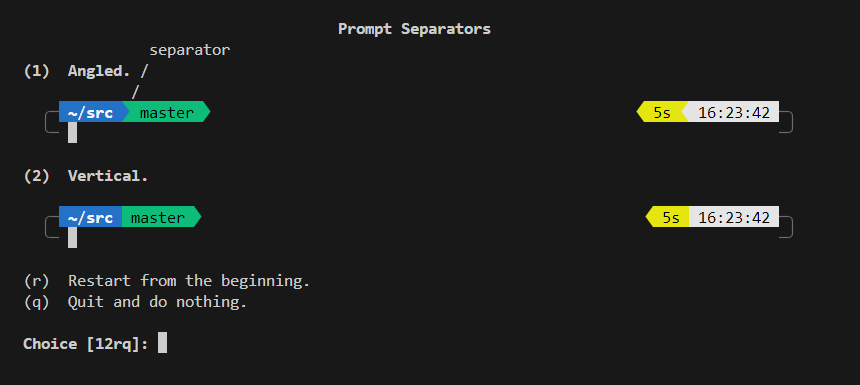 Prompt Separators
separator
(1) Angled. /
/
~/src master 5s 16:23:42
(2) Vertical.
~/src master 5s 16:23:42
(r) Restart from the beginning.
(q) Quit and do nothing.
Choice [12rq]: